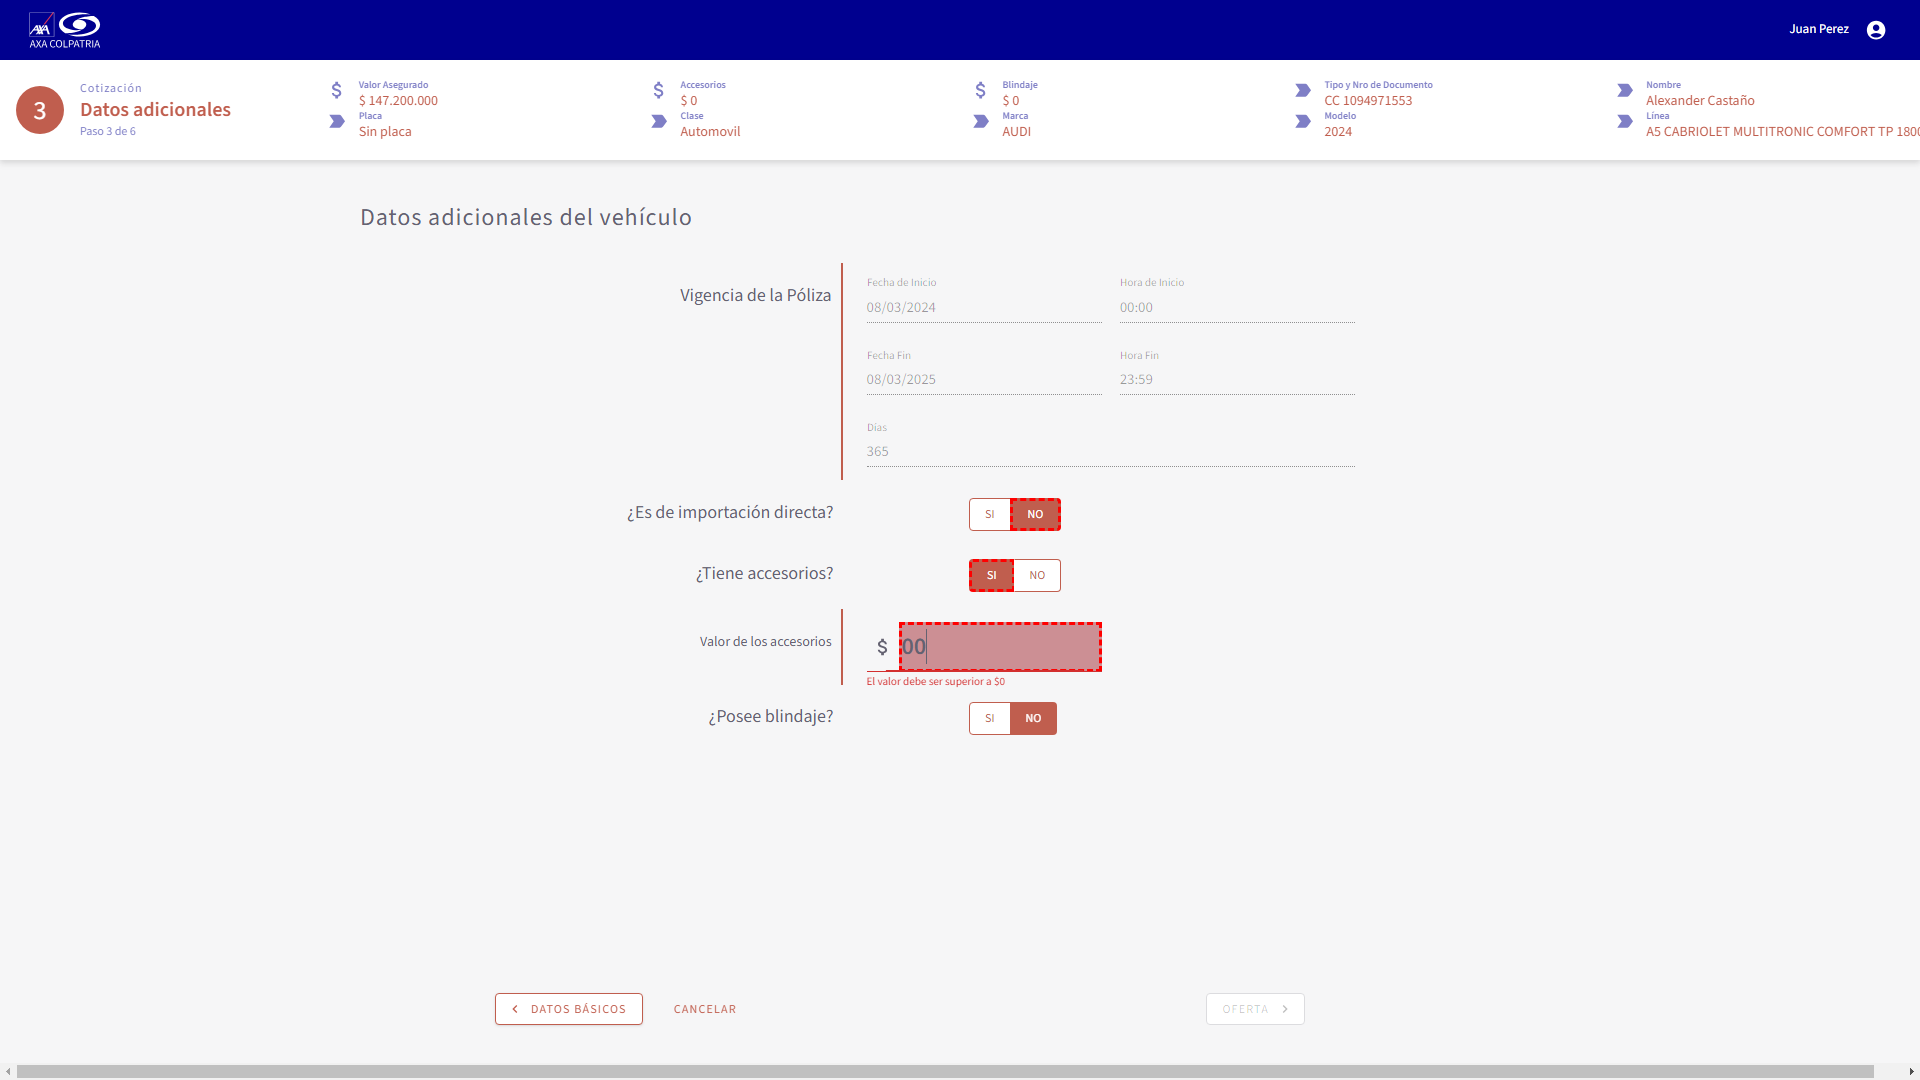 AXA
AXA COLPATRIA
Juan Perez
3
Cotización
Datos adicionales
Paso 3 de 6
$ Valor Asegurado
$ 147.200.000
Placa
Sin placa
$ Accesorios
$ 0
Clase
Automovil
$ Blindaje
$ 0
Marca
AUDI
Tipo y Nro de Documento
CC 1094971553
Modelo
2024
Nombre
Alexander Castaño
Línea
A5 CABRIOLET MULTITRONIC COMFORT TP 1800
Datos adicionales del vehículo
Vigencia de la Póliza
Fecha de Inicio Hora de Inicio
08/03/2024 00:00
Fecha Fin Hora Fin
08/03/2025 23:59
Días
365
¿Es de importación directa? SI NO
¿Tiene accesorios? SI NO
Valor de los accesorios $ 00
El valor debe ser superior a $0
¿Posee blindaje? SI NO
DATOS BÁSICOS CANCELAR OFERTA